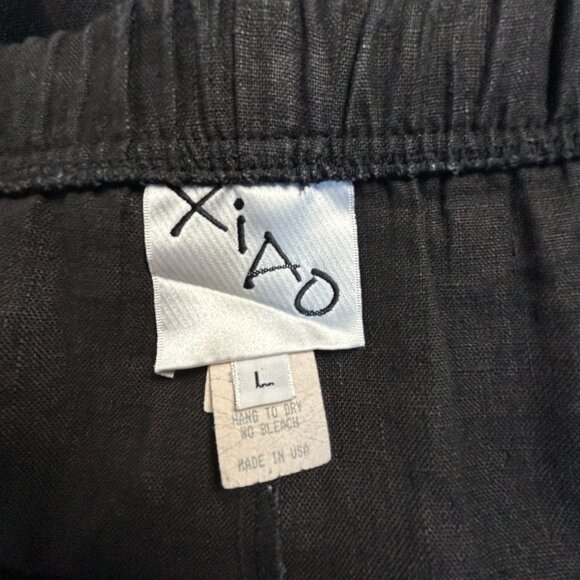 XiAO
L
HANG TO DRY
NO BLEACH
MADE IN USA